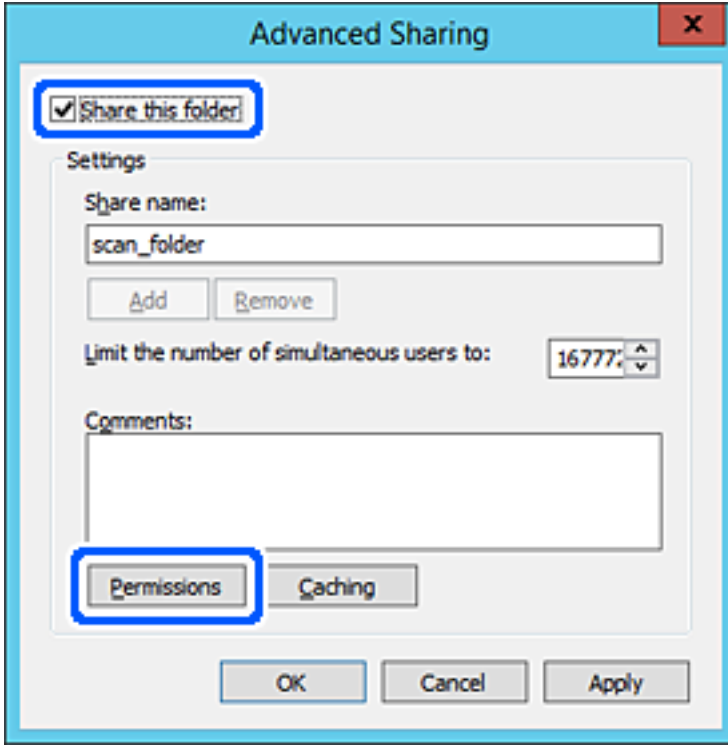 Advanced Sharing
Share this folder
Settings
Share name:
scan_folder
Add Remove
Limit the number of simultaneous users to:
Comments:
Permissions Caching
OK Cancel Apply